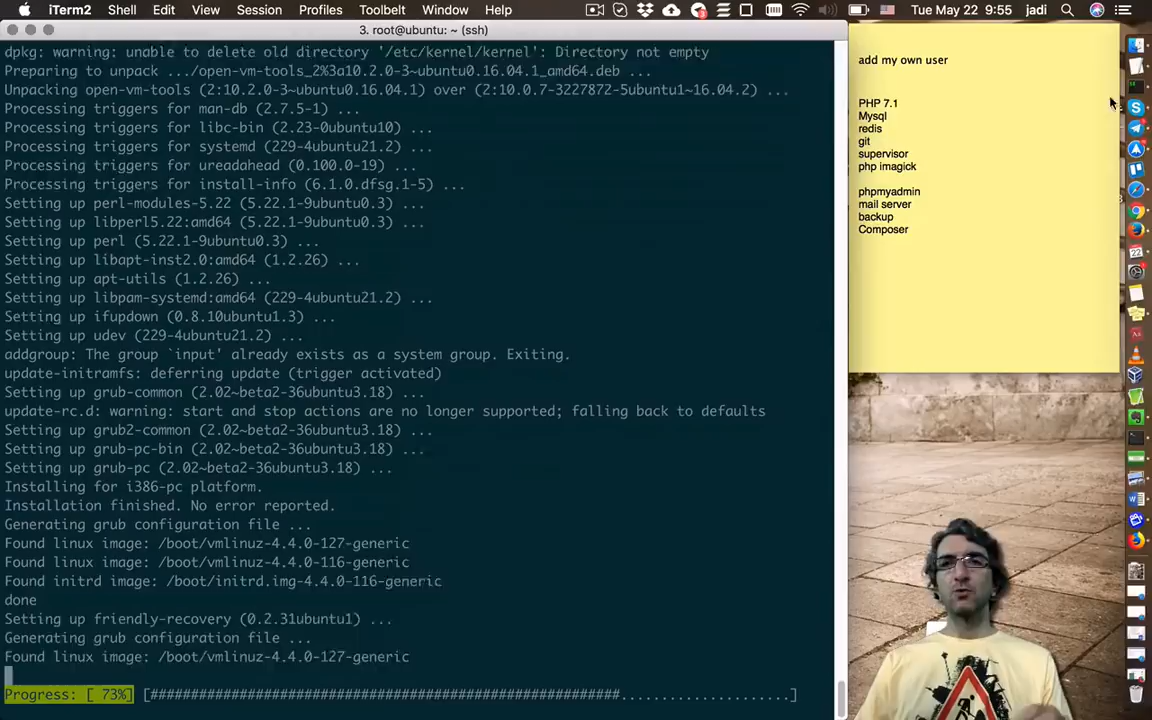 iTerm2 Shell Edit View Session Profiles Toolbelt Window Help Tue May 22 9:55 jadi
3. root@ubuntu: ~ (ssh)
dpkg: warning: unable to delete old directory '/etc/kernel/kernel': Directory not empty
Preparing to unpack .../open-vm-tools_2%3a10.2.0-3~ubuntu0.16.04.1_amd64.deb ...
Unpacking open-vm-tools (2:10.2.0-3~ubuntu0.16.04.1) over (2:10.0.7-3227872-5ubuntu1~16.04.2) ...
Processing triggers for man-db (2.7.5-1) ...
Processing triggers for libc-bin (2.23-0ubuntu10) ...
Processing triggers for systemd (229-4ubuntu21.2) ...
Processing triggers for ureadahead (0.100.0-19) ...
Processing triggers for install-info (6.1.0.dfsg.1-5) ...
Setting up perl-modules-5.22 (5.22.1-9ubuntu0.3) ...
Setting up libperl5.22:amd64 (5.22.1-9ubuntu0.3) ...
Setting up perl (5.22.1-9ubuntu0.3) ...
Setting up libapt-inst2.0:amd64 (1.2.26) ...
Setting up apt-utils (1.2.26) ...
Setting up libpam-systemd:amd64 (229-4ubuntu21.2) ...
Setting up ifupdown (0.8.10ubuntu1.3) ...
Setting up udev (229-4ubuntu21.2) ...
addgroup: The group `input' already exists as a system group. Exiting.
update-initramfs: deferring update (trigger activated)
Setting up grub-common (2.02~beta2-36ubuntu3.18) ...
update-rc.d: warning: start and stop actions are no longer supported; falling back to defaults
Setting up grub2-common (2.02~beta2-36ubuntu3.18) ...
Setting up grub-pc-bin (2.02~beta2-36ubuntu3.18) ...
Setting up grub-pc (2.02~beta2-36ubuntu3.18) ...
Installing for i386-pc platform.
Installation finished. No error reported.
Generating grub configuration file ...
Found linux image: /boot/vmlinuz-4.4.0-127-generic
Found linux image: /boot/vmlinuz-4.4.0-116-generic
Found initrd image: /boot/initrd.img-4.4.0-116-generic
done
Setting up friendly-recovery (0.2.31ubuntu1) ...
Generating grub configuration file ...
Found linux image: /boot/vmlinuz-4.4.0-127-generic
Progress: [ 73%] [##########################################################.....................]
add my own user
PHP 7.1
Mysql
redis
git
supervisor
php imagick
phpmyadmin
mail server
backup
Composer